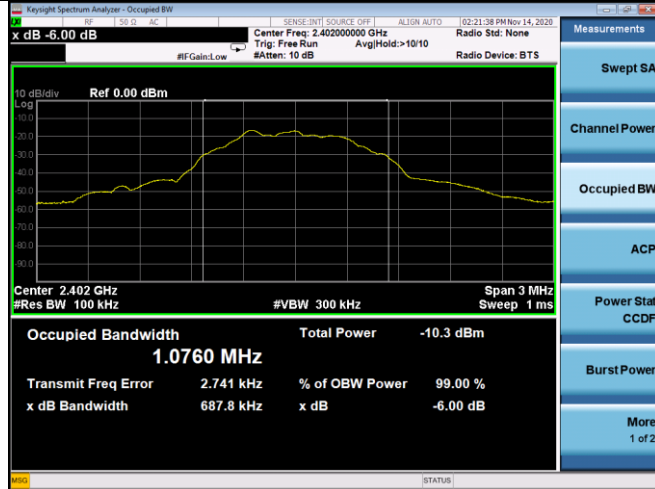 Keysight Spectrum Analyzer - Occupied BW
RF 50 Ω AC SENSE:INT SOURCE OFF ALIGN AUTO 02:21:38 PM Nov 14, 2020
x dB -6.00 dB Center Freq: 2.402000000 GHz Radio Std: None
Trig: Free Run Avg|Hold:>10/10
#IFGain:Low #Atten: 10 dB Radio Device: BTS
10 dB/div Ref 0.00 dBm
Log
-10.0
-20.0
-30.0
-40.0
-50.0
-60.0
-70.0
-80.0
-90.0
Center 2.402 GHz Span 3 MHz
#Res BW 100 kHz #VBW 300 kHz Sweep 1 ms
Occupied Bandwidth Total Power -10.3 dBm
1.0760 MHz
Transmit Freq Error 2.741 kHz % of OBW Power 99.00 %
x dB Bandwidth 687.8 kHz x dB -6.00 dB
MSG STATUS
Measurements
Swept SA
Channel Power
Occupied BW
ACP
Power Stat
CCDF
Burst Power
More
1 of 2